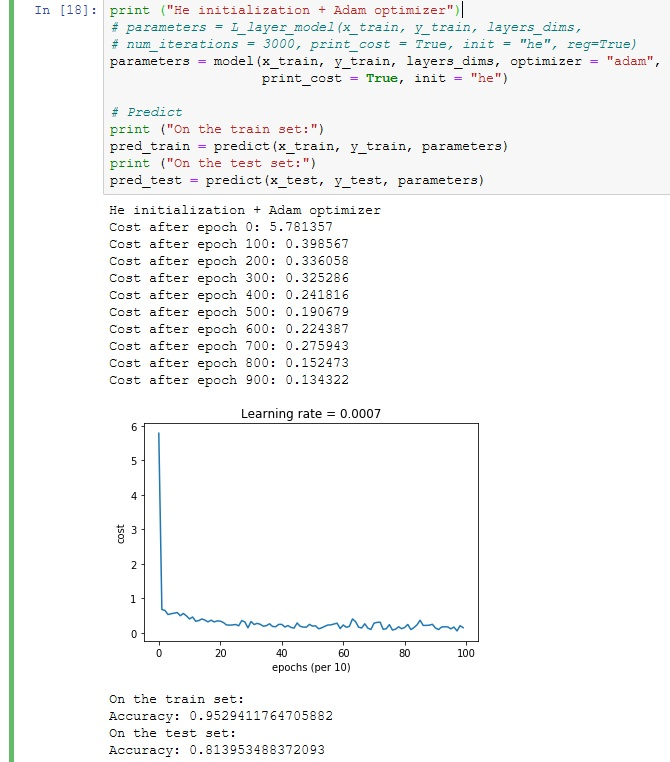 In [18]: print ("He initialization + Adam optimizer")
# parameters = L_layer_model(x_train, y_train, layers_dims,
# num_iterations = 3000, print_cost = True, init = "he", reg=True)
parameters = model(x_train, y_train, layers_dims, optimizer = "adam",
print_cost = True, init = "he")
# Predict
print ("On the train set:")
pred_train = predict(x_train, y_train, parameters)
print ("On the test set:")
pred_test = predict(x_test, y_test, parameters)
He initialization + Adam optimizer
Cost after epoch 0: 5.781357
Cost after epoch 100: 0.398567
Cost after epoch 200: 0.336058
Cost after epoch 300: 0.325286
Cost after epoch 400: 0.241816
Cost after epoch 500: 0.190679
Cost after epoch 600: 0.224387
Cost after epoch 700: 0.275943
Cost after epoch 800: 0.152473
Cost after epoch 900: 0.134322
Learning rate = 0.0007
6
5
4
3
2
1
0
cost
0 20 40 60 80 100
epochs (per 10)
On the train set:
Accuracy: 0.9529411764705882
On the test set:
Accuracy: 0.813953488372093